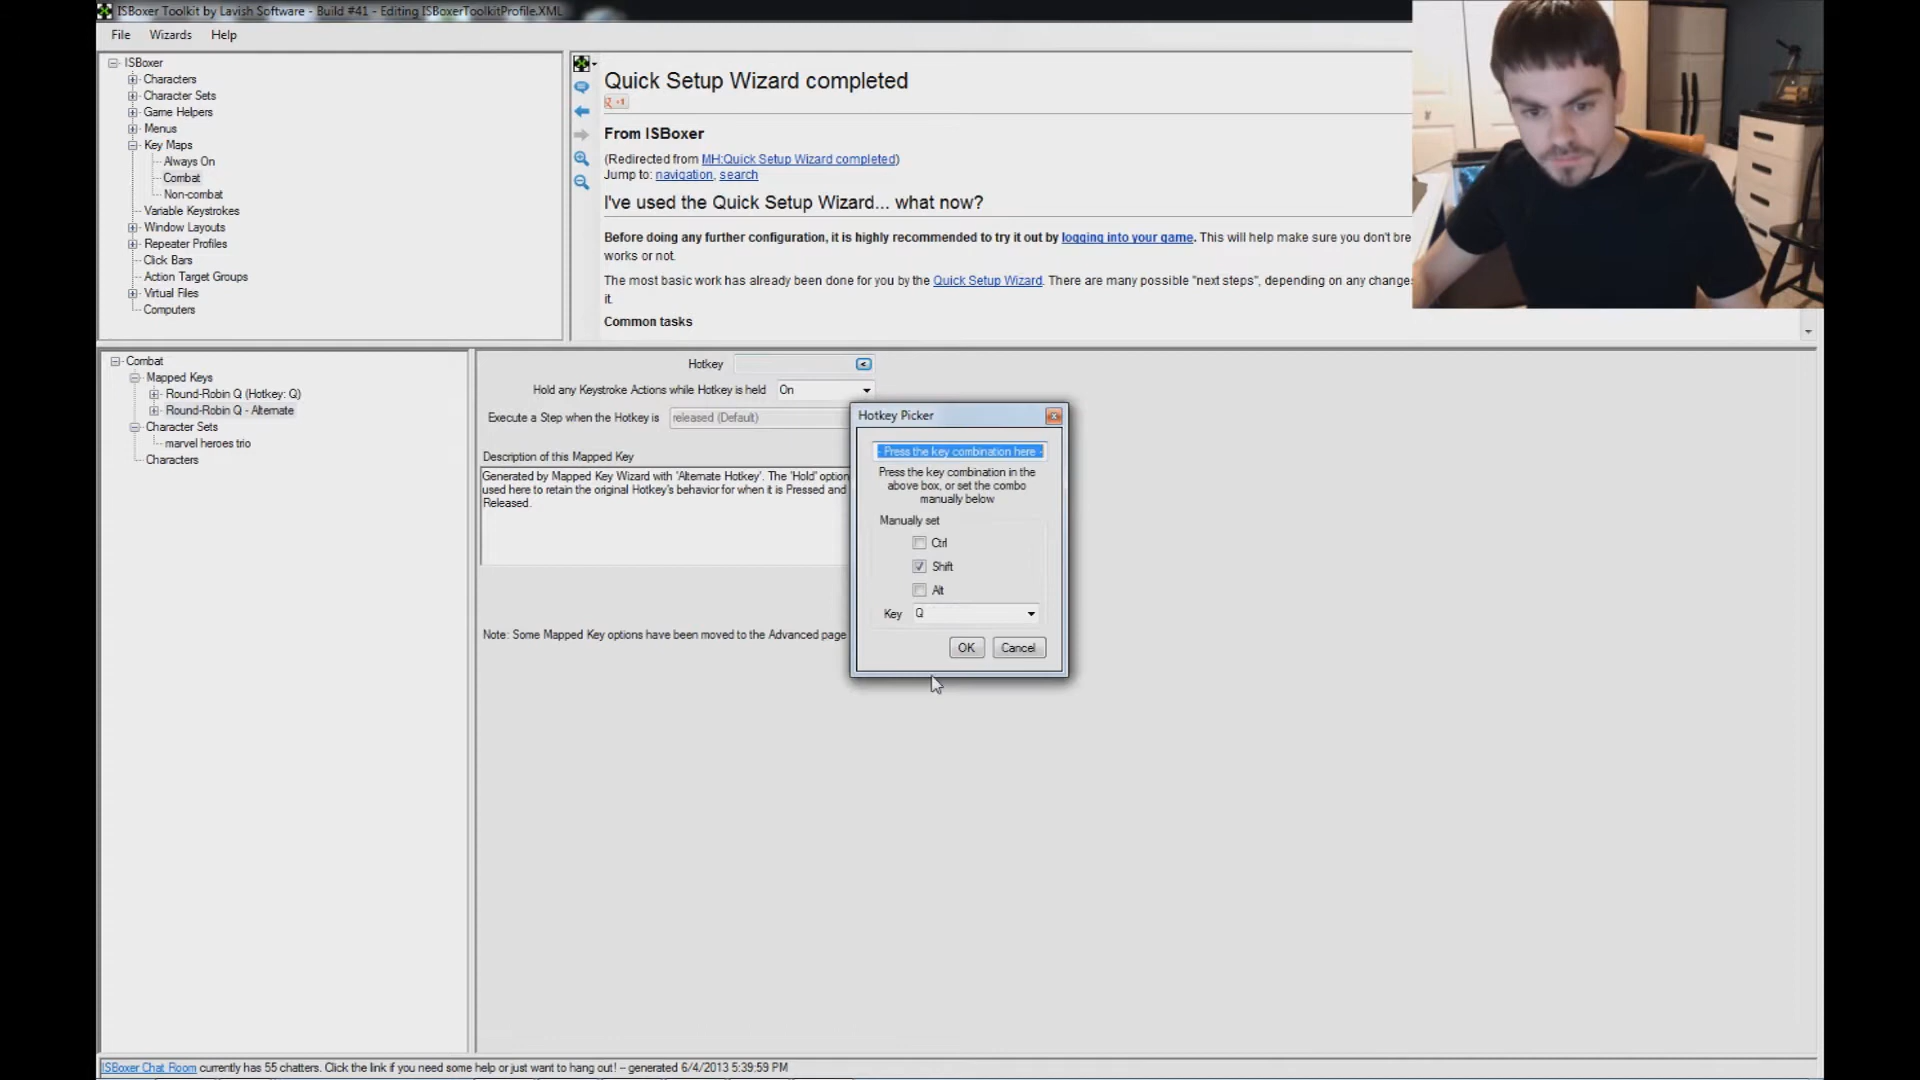 ISBoxer Toolkit by Lavish Software - Build #41 - Editing ISBoxerToolkitProfile.XML
File Wizards Help
ISBoxer
Characters
Character Sets
Game Helpers
Menus
Key Maps
Always On
Combat
Non-combat
Variable Keystrokes
Window Layouts
Repeater Profiles
Click Bars
Action Target Groups
Virtual Files
Computers
Quick Setup Wizard completed
+1
From ISBoxer
(Redirected from MH:Quick Setup Wizard completed)
Jump to: navigation, search
I've used the Quick Setup Wizard... what now?
Before doing any further configuration, it is highly recommended to try it out by logging into your game. This will help make sure you don't bre
works or not.
The most basic work has already been done for you by the Quick Setup Wizard. There are many possible "next steps", depending on any changes
it.
Common tasks
Combat
Mapped Keys
Round-Robin Q (Hotkey: Q)
Round-Robin Q - Alternate
Character Sets
marvel heroes trio
Characters
Hotkey <
Hold any Keystroke Actions while Hotkey is held On
Execute a Step when the Hotkey is released (Default)
Description of this Mapped Key
Generated by Mapped Key Wizard with 'Alternate Hotkey'. The 'Hold' option
used here to retain the original Hotkey's behavior for when it is Pressed and
Released.
Note: Some Mapped Key options have been moved to the Advanced page
Hotkey Picker
- Press the key combination here -
Press the key combination in the
above box, or set the combo
manually below
Manually set
Ctrl
Shift
Alt
Key Q
OK Cancel
ISBoxer Chat Room currently has 55 chatters. Click the link if you need some help or just want to hang out! -- generated 6/4/2013 5:39:59 PM